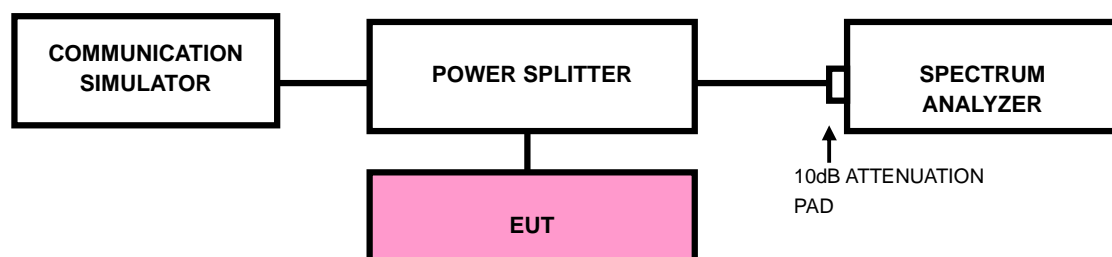 COMMUNICATION
SIMULATOR
POWER SPLITTER
SPECTRUM
ANALYZER
10dB ATTENUATION
PAD
EUT